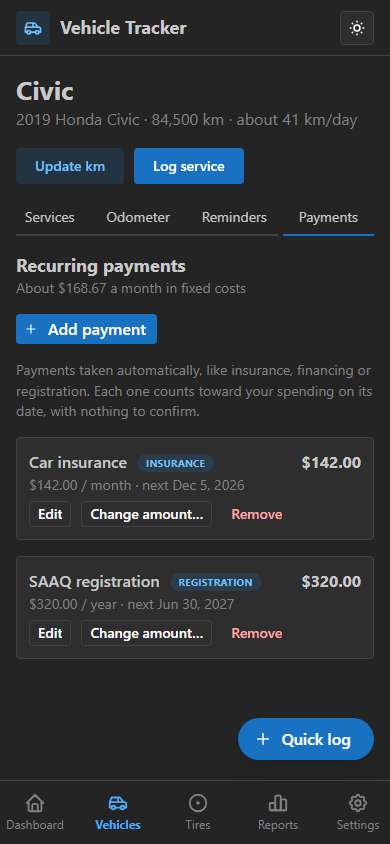 Vehicle Tracker
Civic
2019 Honda Civic · 84,500 km · about 41 km/day
Update km
Log service
Services
Odometer
Reminders
Payments
Recurring payments
About $168.67 a month in fixed costs
+ Add payment
Payments taken automatically, like insurance, financing or
registration. Each one counts toward your spending on its
date, with nothing to confirm.
Car insurance INSURANCE $142.00
$142.00 / month · next Dec 5, 2026
Edit Change amount... Remove
SAAQ registration REGISTRATION $320.00
$320.00 / year · next Jun 30, 2027
Edit Change amount... Remove
+ Quick log
Dashboard
Vehicles
Tires
Reports
Settings